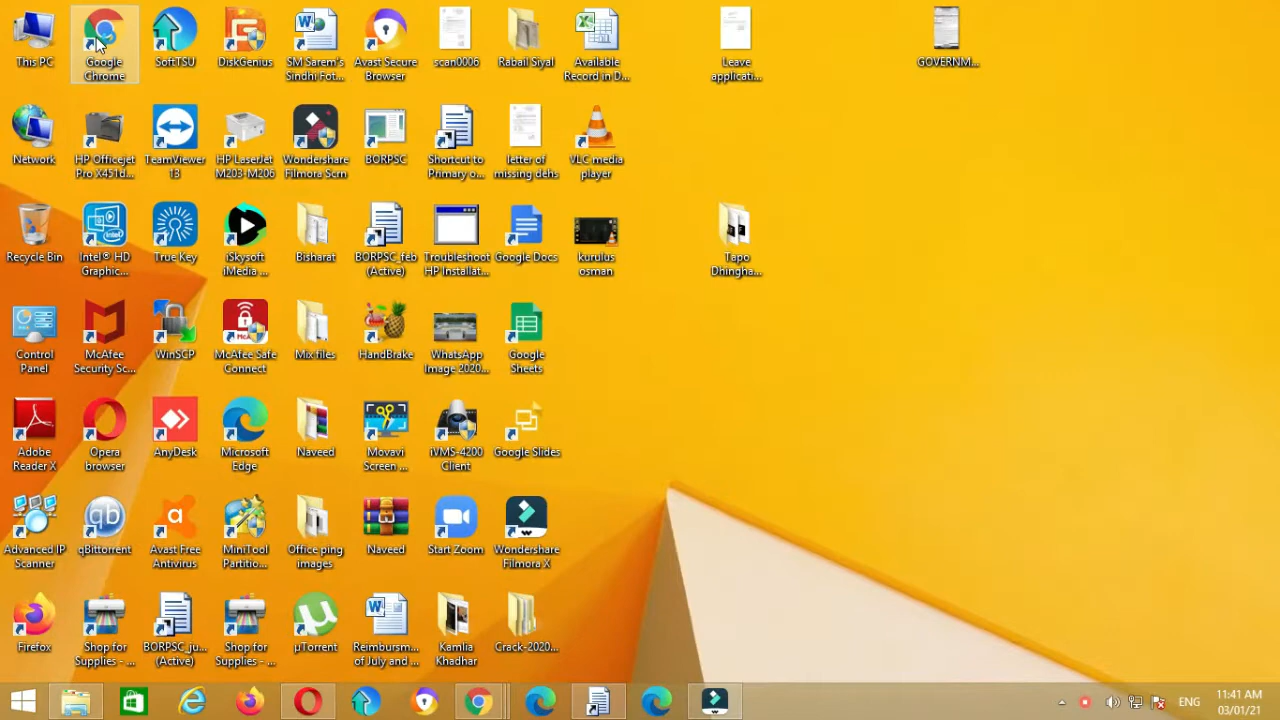 This PC
Google
Chrome
SoftTSU
DiskGenius
SM Sarem's
Sindhi Fot...
Avast Secure
Browser
scan0006
Rabail Siyal
Available
Record in D...
Leave
applicati...
GOVERNM...
Network
HP Officejet
Pro X451d...
TeamViewer
13
HP LaserJet
M203-M206
Wondershare
Filmora Scrn
BORPSC
Shortcut to
Primary o...
letter of
missing dehs
VLC media
player
Recycle Bin
Intel® HD
Graphic...
True Key
iSkysoft
iMedia ...
Bisharat
BORPSC_feb
(Active)
Troubleshoot
HP Installat...
Google Docs
kurulus
osman
Tapo
Dhingha...
Control
Panel
McAfee
Security Sc...
WinSCP
McAfee Safe
Connect
Mix files
HandBrake
WhatsApp
Image 2020...
Google
Sheets
Adobe
Reader X
Opera
browser
AnyDesk
Microsoft
Edge
Naveed
Movavi
Screen ...
iVMS-4200
Client
Google Slides
Advanced IP
Scanner
qBittorrent
Avast Free
Antivirus
MiniTool
Partitio...
Office ping
images
Naveed
Start Zoom
Wondershare
Filmora X
Firefox
Shop for
Supplies - ...
BORPSC_ju...
(Active)
Shop for
Supplies - ...
µTorrent
Reimbursm...
of July and ...
Kamlia
Khadhar
Crack-2020...
ENG
11:41 AM
03/01/21